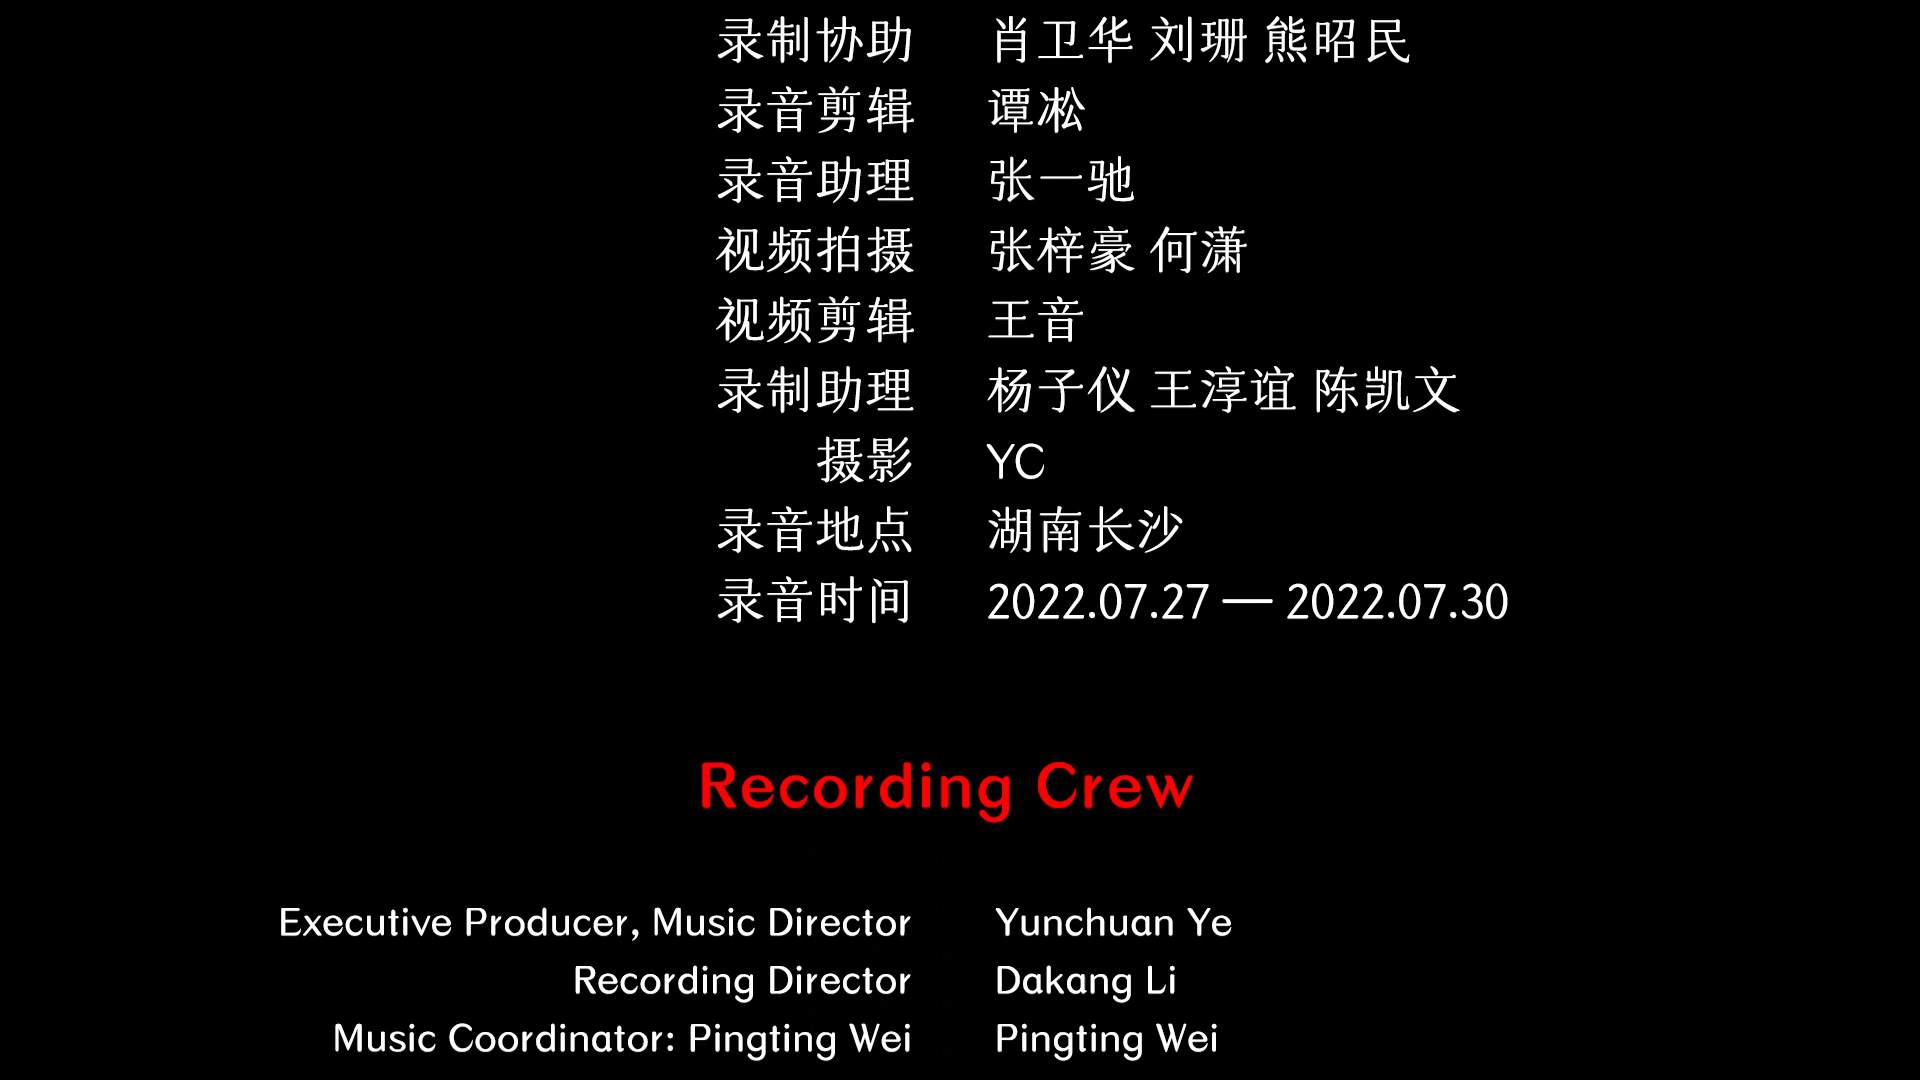 录制协助 肖卫华 刘珊 熊昭民
录音剪辑 谭凇
录音助理 张一驰
视频拍摄 张梓豪 何潇
视频剪辑 王音
录制助理 杨子仪 王淳谊 陈凯文
摄影 YC
录音地点 湖南长沙
录音时间 2022.07.27 — 2022.07.30
Recording Crew
Executive Producer, Music Director Yunchuan Ye
Recording Director Dakang Li
Music Coordinator: Pingting Wei Pingting Wei